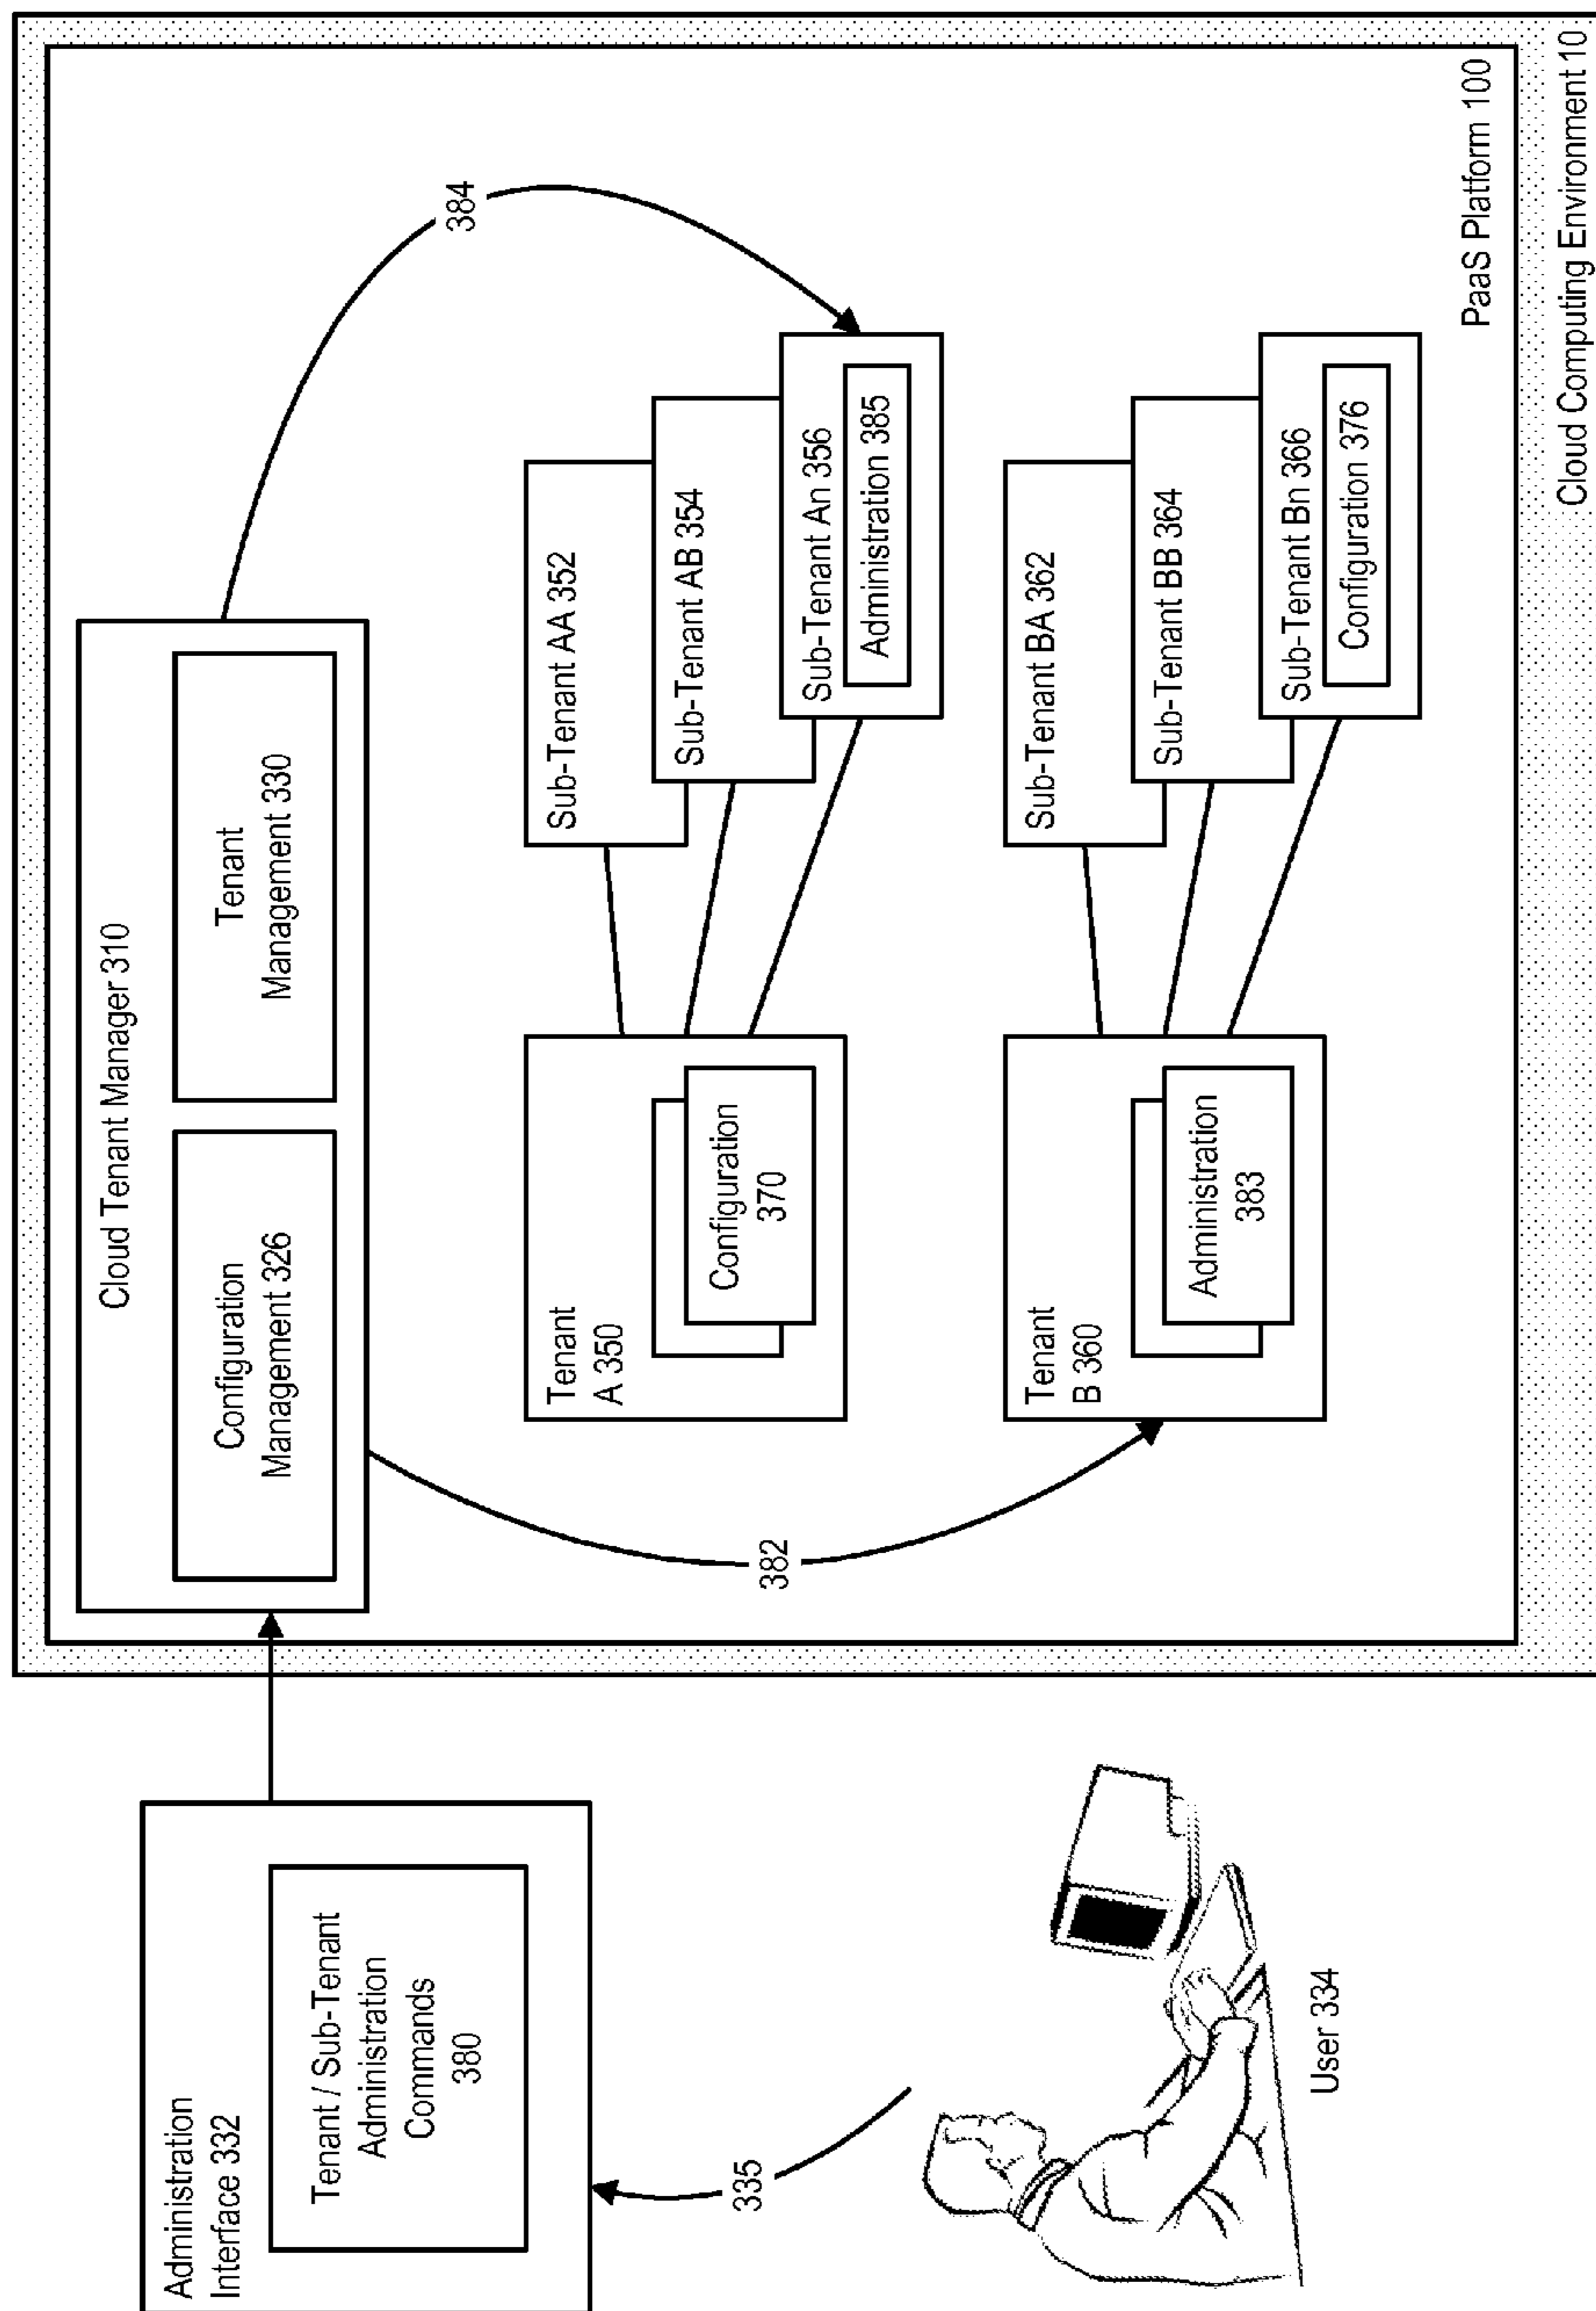 Administration
Interface 332
Tenant / Sub-Tenant
Administration
Commands
380
335
User 334
Cloud Tenant Manager 310
Configuration
Management 326
Tenant
Management 330
382
384
Tenant
A 350
Configuration
370
Sub-Tenant AA 352
Sub-Tenant AB 354
Sub-Tenant An 356
Administration 385
Tenant
B 360
Administration
383
Sub-Tenant BA 362
Sub-Tenant BB 364
Sub-Tenant Bn 366
Configuration 376
PaaS Platform 100
Cloud Computing Environment 10